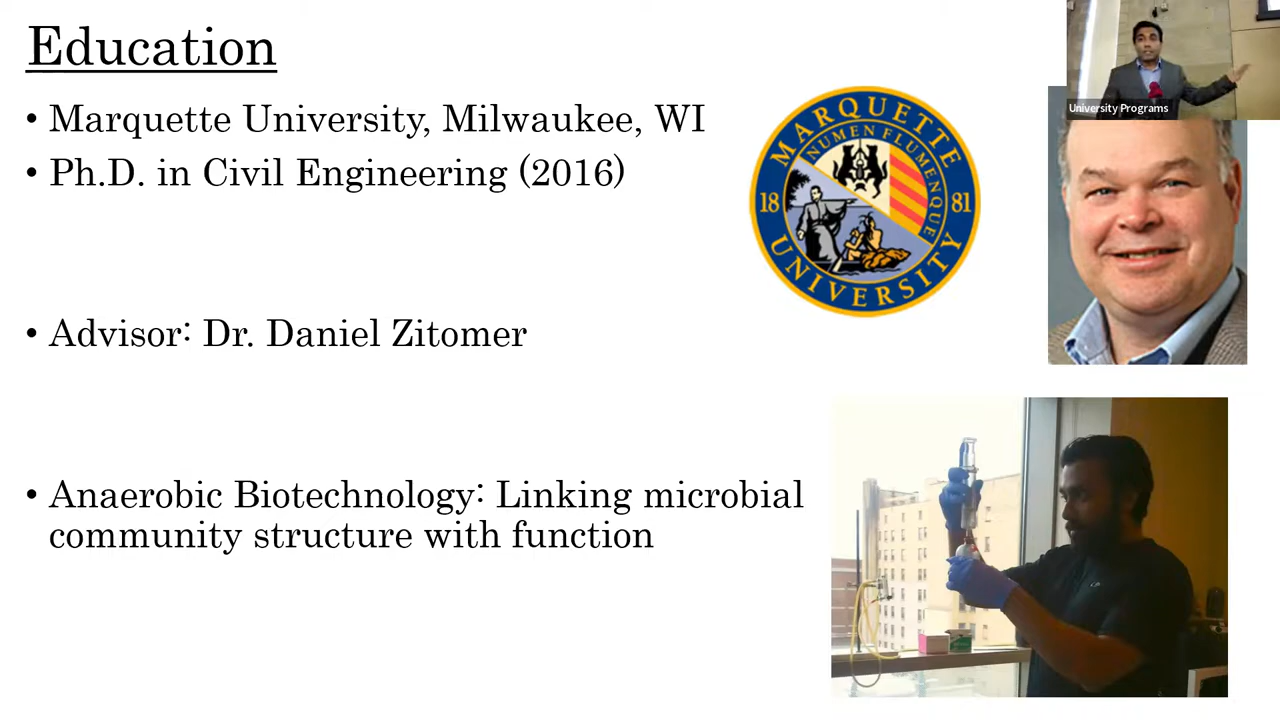 Education
• Marquette University, Milwaukee, WI
• Ph.D. in Civil Engineering (2016)
• Advisor: Dr. Daniel Zitomer
• Anaerobic Biotechnology: Linking microbial
community structure with function
MARQUETTE
NUMEN FLUMENQUE
18 81
UNIVERSITY
University Programs